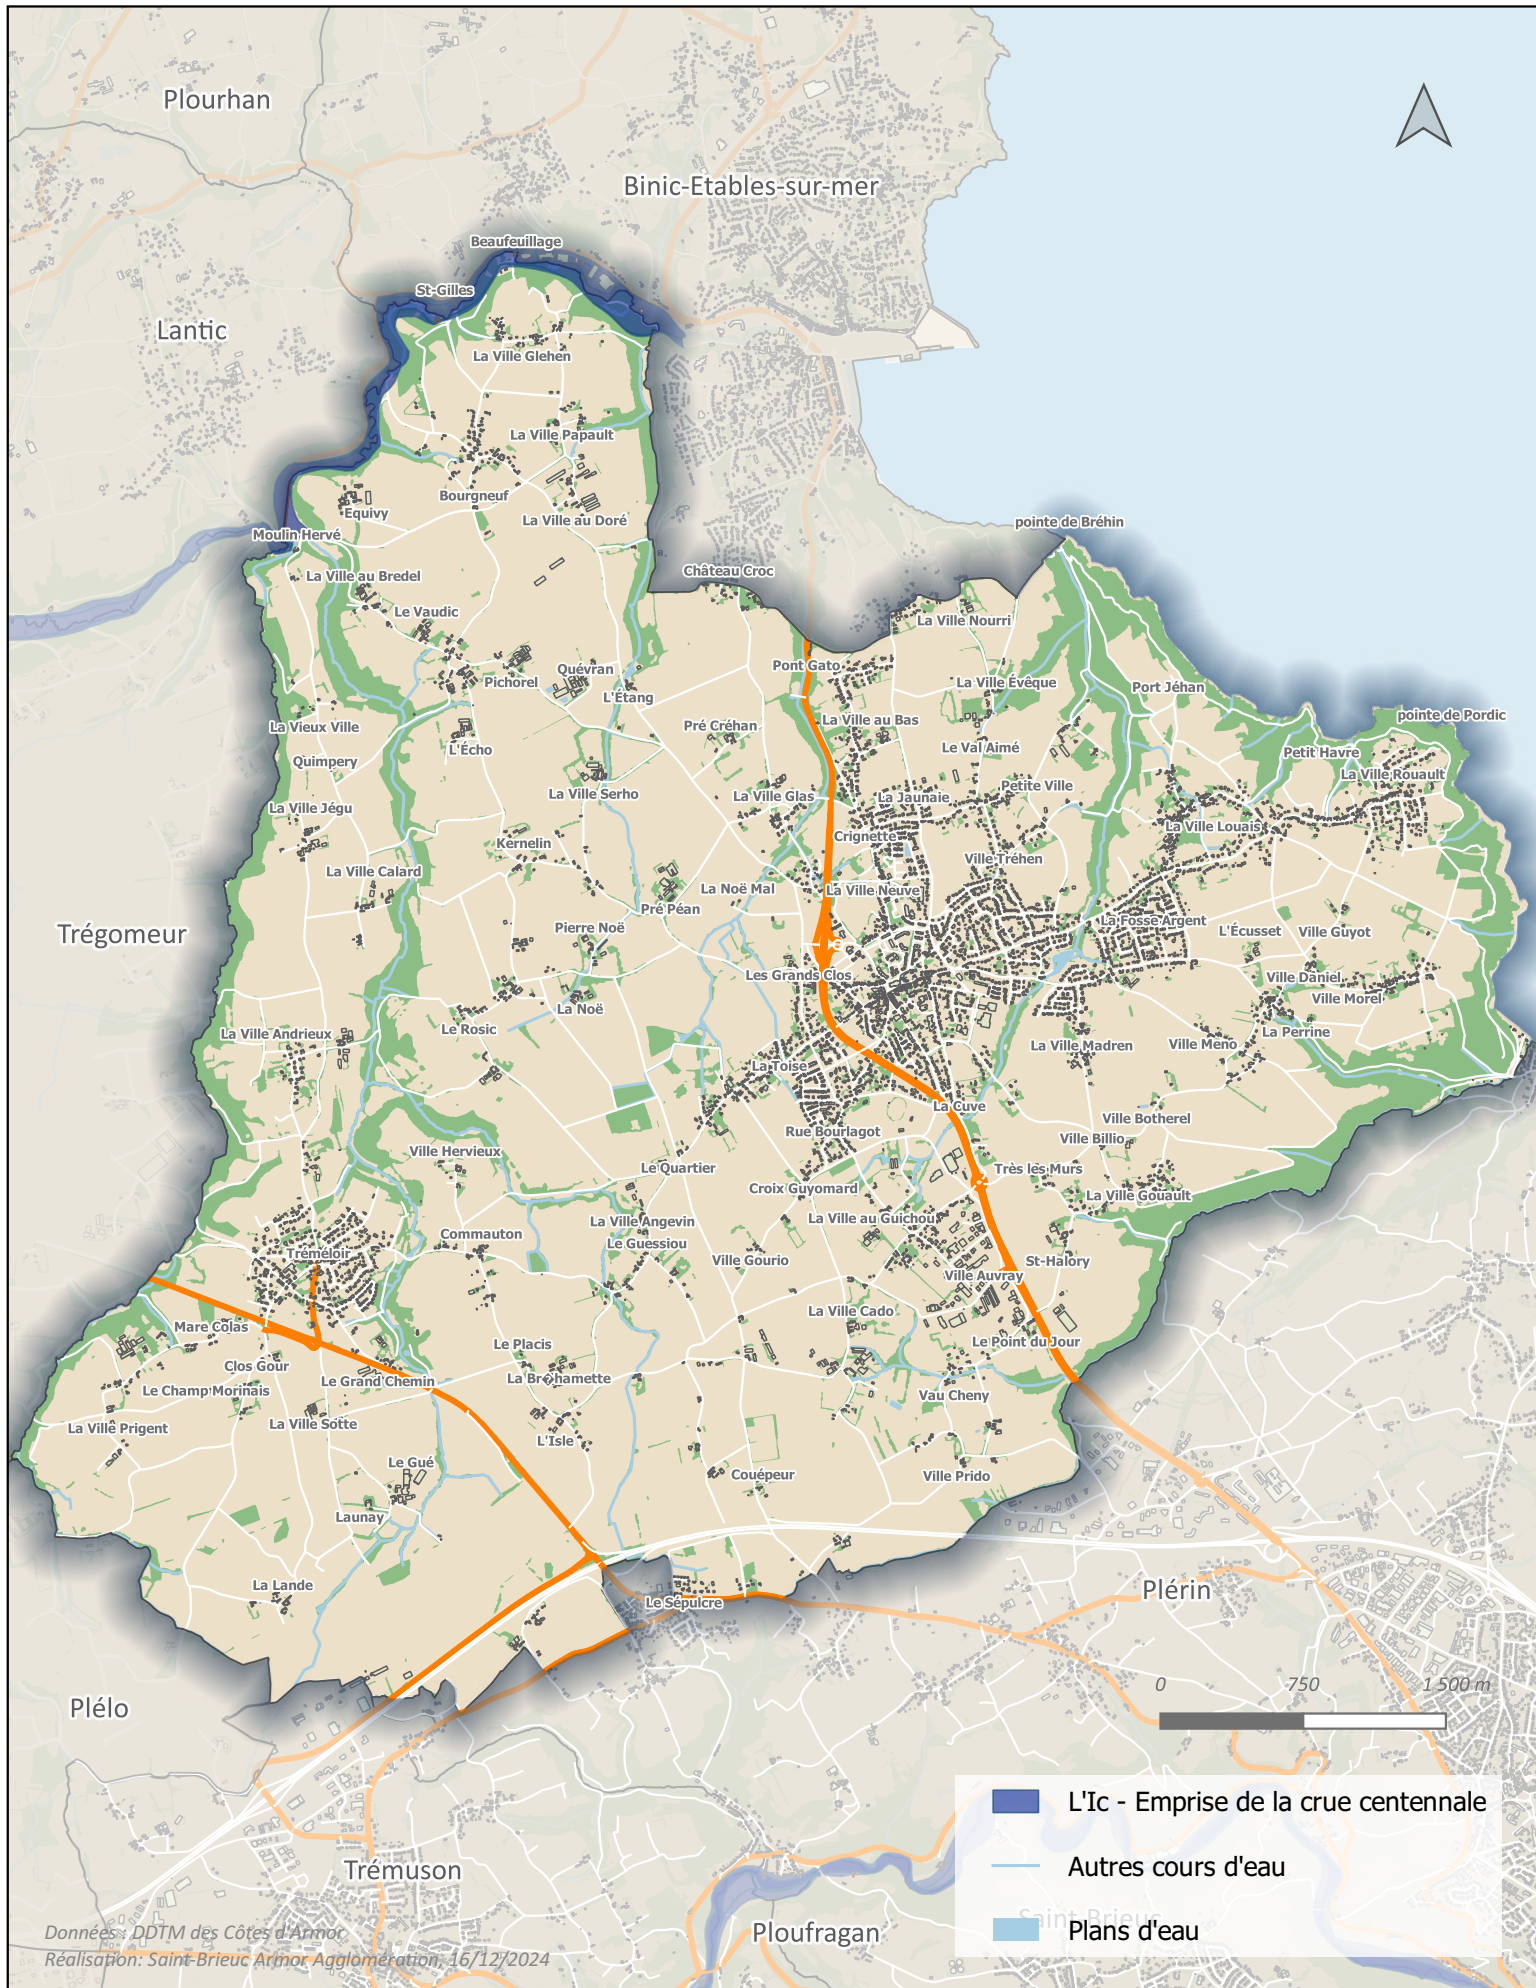 Plourhan
Binic-Etables-sur-mer
Beaufeuillage
St-Gilles
Lantic
La Ville Glehen
La Ville Papault
Bourgneuf
Equivy
La Ville au Doré
pointe de Bréhin
Moulin Hervé
Château Croc
La Ville au Bredel
Le Vaudic
La Ville Nourri
Pont Gato
Quévran
Pichorel
La Ville Évêque
Port Jéhan
L'Étang
pointe de Pordic
La Ville au Bas
Pré Créhan
La Vieux Ville
L'Écho
Le Val Aimé
Petit Havre
Quimpery
La Ville Rouault
Petite Ville
La Ville Serho
La Ville Glas
La Jaunaie
La Ville Jégu
La Ville Louais
Crignette
Kernelin
Ville Tréhen
La Ville Calard
La Noë Mal
La Ville Neuve
Pré Péan
La Fosse Argent
Pierre Noë
L'Écusset
Ville Guyot
Trégomeur
Les Grands Clos
Ville Daniel
Ville Morel
La Noë
Le Rosic
La Ville Andrieux
La Perrine
La Ville Madren
Ville Meno
La Toise
La Cuve
Ville Botherel
Rue Bourlagot
Ville Billio
Ville Hervieux
Le Quartier
Très les Murs
Croix Guyomard
La Ville Gouault
La Ville Angevin
La Ville au Guichou
Commauton
Le Guessiou
Tréméloir
Ville Gourio
St-Halory
Ville Auvray
La Ville Cado
Mare Colas
Le Placis
Le Point du Jour
Clos Gour
Le Grand Chemin
La Bréhamette
Le Champ Morinais
Vau Cheny
La Ville Prigent
La Ville Sotte
L'Isle
Le Gué
Couépeur
Ville Prido
Launay
La Lande
Le Sépulcre
Plérin
0 750 1 500 m
Plélo
L'Ic - Emprise de la crue centennale
Autres cours d'eau
Trémuson
Saint-Brieuc
Plans d'eau
Ploufragan
Données : DDTM des Côtes d'Armor
Réalisation: Saint-Brieuc Armor Agglomération, 16/12/2024